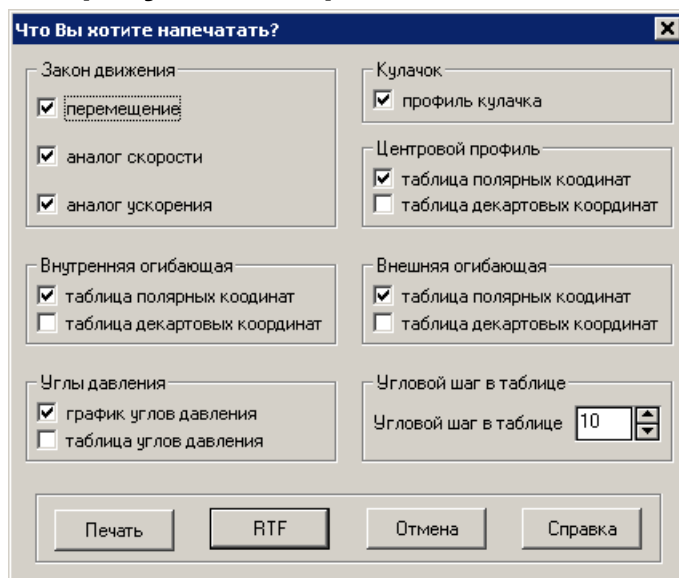 Что Вы хотите напечатать?
Закон движения
перемещение
аналог скорости
аналог ускорения
Кулачок
профиль кулачка
Центровой профиль
таблица полярных коодинат
таблица декартовых координат
Внутренняя огибающая
таблица полярных коодинат
таблица декартовых координат
Внешняя огибающая
таблица полярных коодинат
таблица декартовых координат
Углы давления
график углов давления
таблица углов давления
Угловой шаг в таблице
Угловой шаг в таблице 10
Печать RTF Отмена Справка